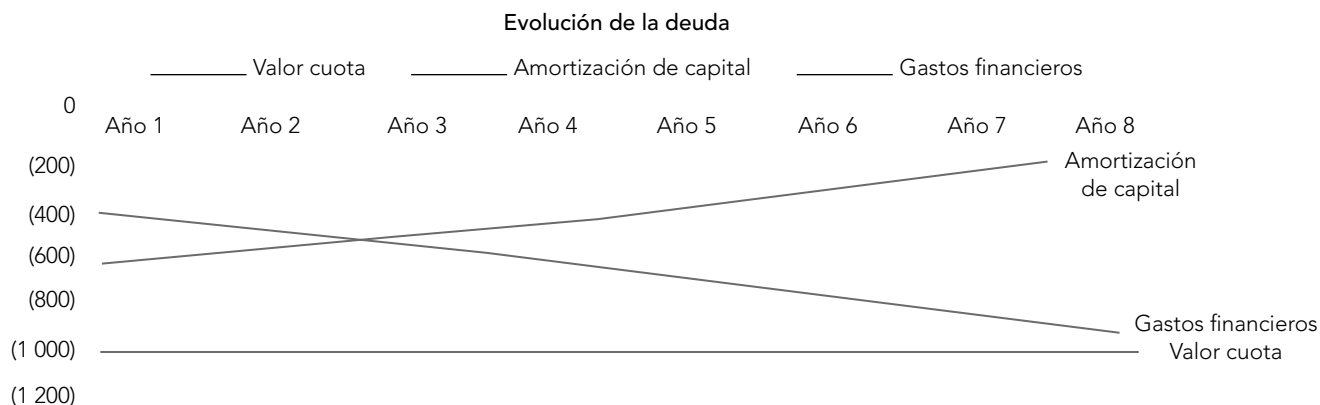 Evolución de la deuda
Valor cuota Amortización de capital Gastos financieros
0
Año 1 Año 2 Año 3 Año 4 Año 5 Año 6 Año 7 Año 8
(200)
Amortización
de capital
(400)
(600)
(800)
Gastos financieros
(1 000)
Valor cuota
(1 200)